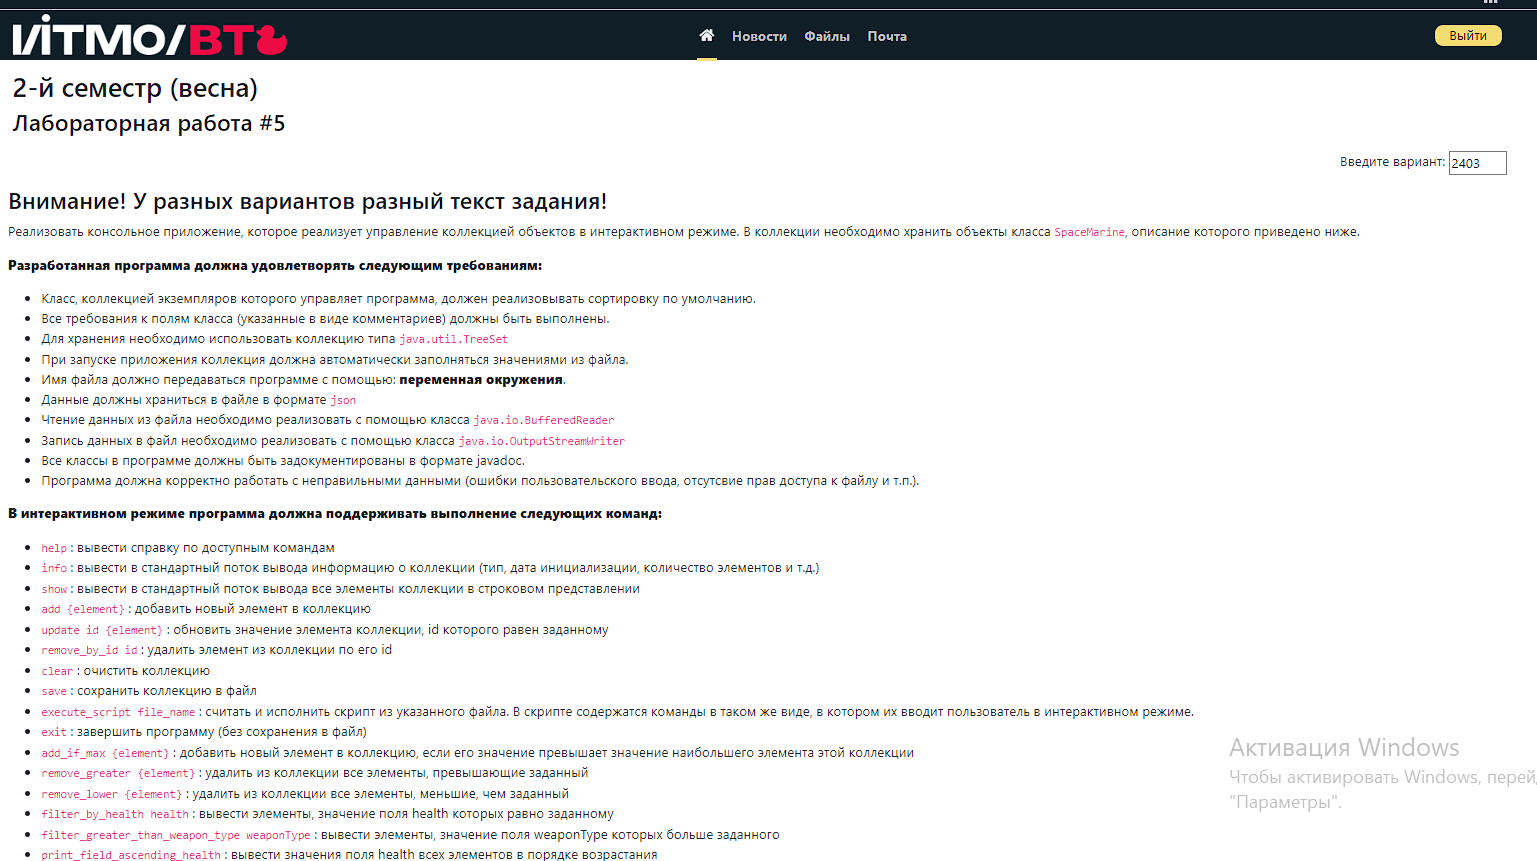 ИТМО/ВТ
Новости Файлы Почта
Выйти
2-й семестр (весна)
Лабораторная работа #5
Введите вариант: 2403
Внимание! У разных вариантов разный текст задания!
Реализовать консольное приложение, которое реализует управление коллекцией объектов в интерактивном режиме. В коллекции необходимо хранить объекты класса SpaceMarine, описание которого приведено ниже.
Разработанная программа должна удовлетворять следующим требованиям:
Класс, коллекцией экземпляров которого управляет программа, должен реализовывать сортировку по умолчанию.
Все требования к полям класса (указанные в виде комментариев) должны быть выполнены.
Для хранения необходимо использовать коллекцию типа java.util.TreeSet
При запуске приложения коллекция должна автоматически заполняться значениями из файла.
Имя файла должно передаваться программе с помощью: переменная окружения.
Данные должны храниться в файле в формате json
Чтение данных из файла необходимо реализовать с помощью класса java.io.BufferedReader
Запись данных в файл необходимо реализовать с помощью класса java.io.OutputStreamWriter
Все классы в программе должны быть задокументированы в формате javadoc.
Программа должна корректно работать с неправильными данными (ошибки пользовательского ввода, отсутсвие прав доступа к файлу и т.п.).
В интерактивном режиме программа должна поддерживать выполнение следующих команд:
help : вывести справку по доступным командам
info : вывести в стандартный поток вывода информацию о коллекции (тип, дата инициализации, количество элементов и т.д.)
show : вывести в стандартный поток вывода все элементы коллекции в строковом представлении
add {element} : добавить новый элемент в коллекцию
update id {element} : обновить значение элемента коллекции, id которого равен заданному
remove_by_id id : удалить элемент из коллекции по его id
clear : очистить коллекцию
save : сохранить коллекцию в файл
execute_script file_name : считать и исполнить скрипт из указанного файла. В скрипте содержатся команды в таком же виде, в котором их вводит пользователь в интерактивном режиме.
exit : завершить программу (без сохранения в файл)
add_if_max {element} : добавить новый элемент в коллекцию, если его значение превышает значение наибольшего элемента этой коллекции
remove_greater {element} : удалить из коллекции все элементы, превышающие заданный
remove_lower {element} : удалить из коллекции все элементы, меньшие, чем заданный
filter_by_health health : вывести элементы, значение поля health которых равно заданному
filter_greater_than_weapon_type weaponType : вывести элементы, значение поля weaponType которых больше заданного
print_field_ascending_health : вывести значения поля health всех элементов в порядке возрастания
Активация Windows
Чтобы активировать Windows, перей
"Параметры".